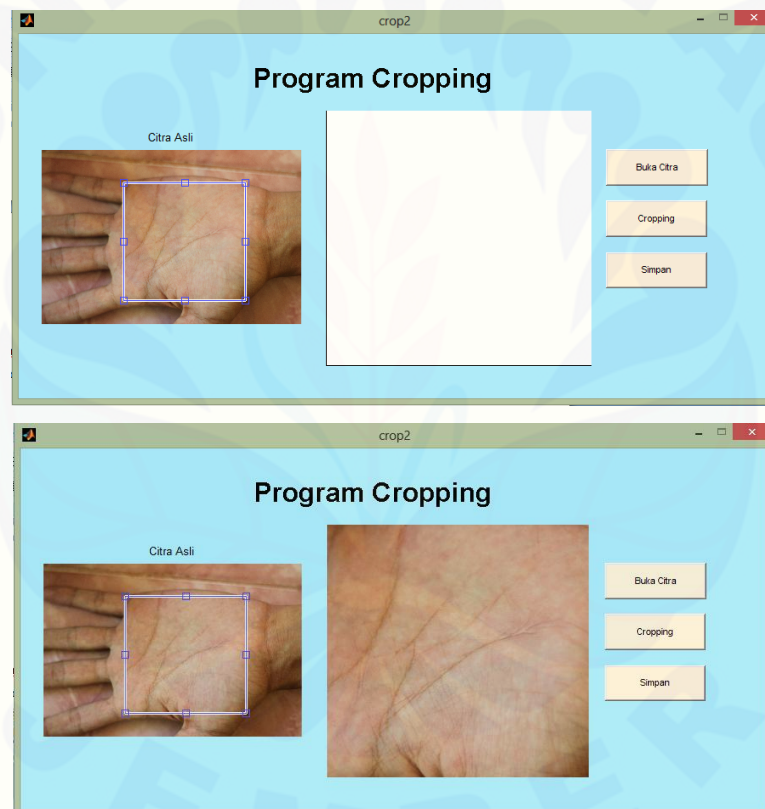 crop2
Program Cropping
Citra Asli
Buka Citra
Cropping
Simpan
crop2
Program Cropping
Citra Asli
Buka Citra
Cropping
Simpan